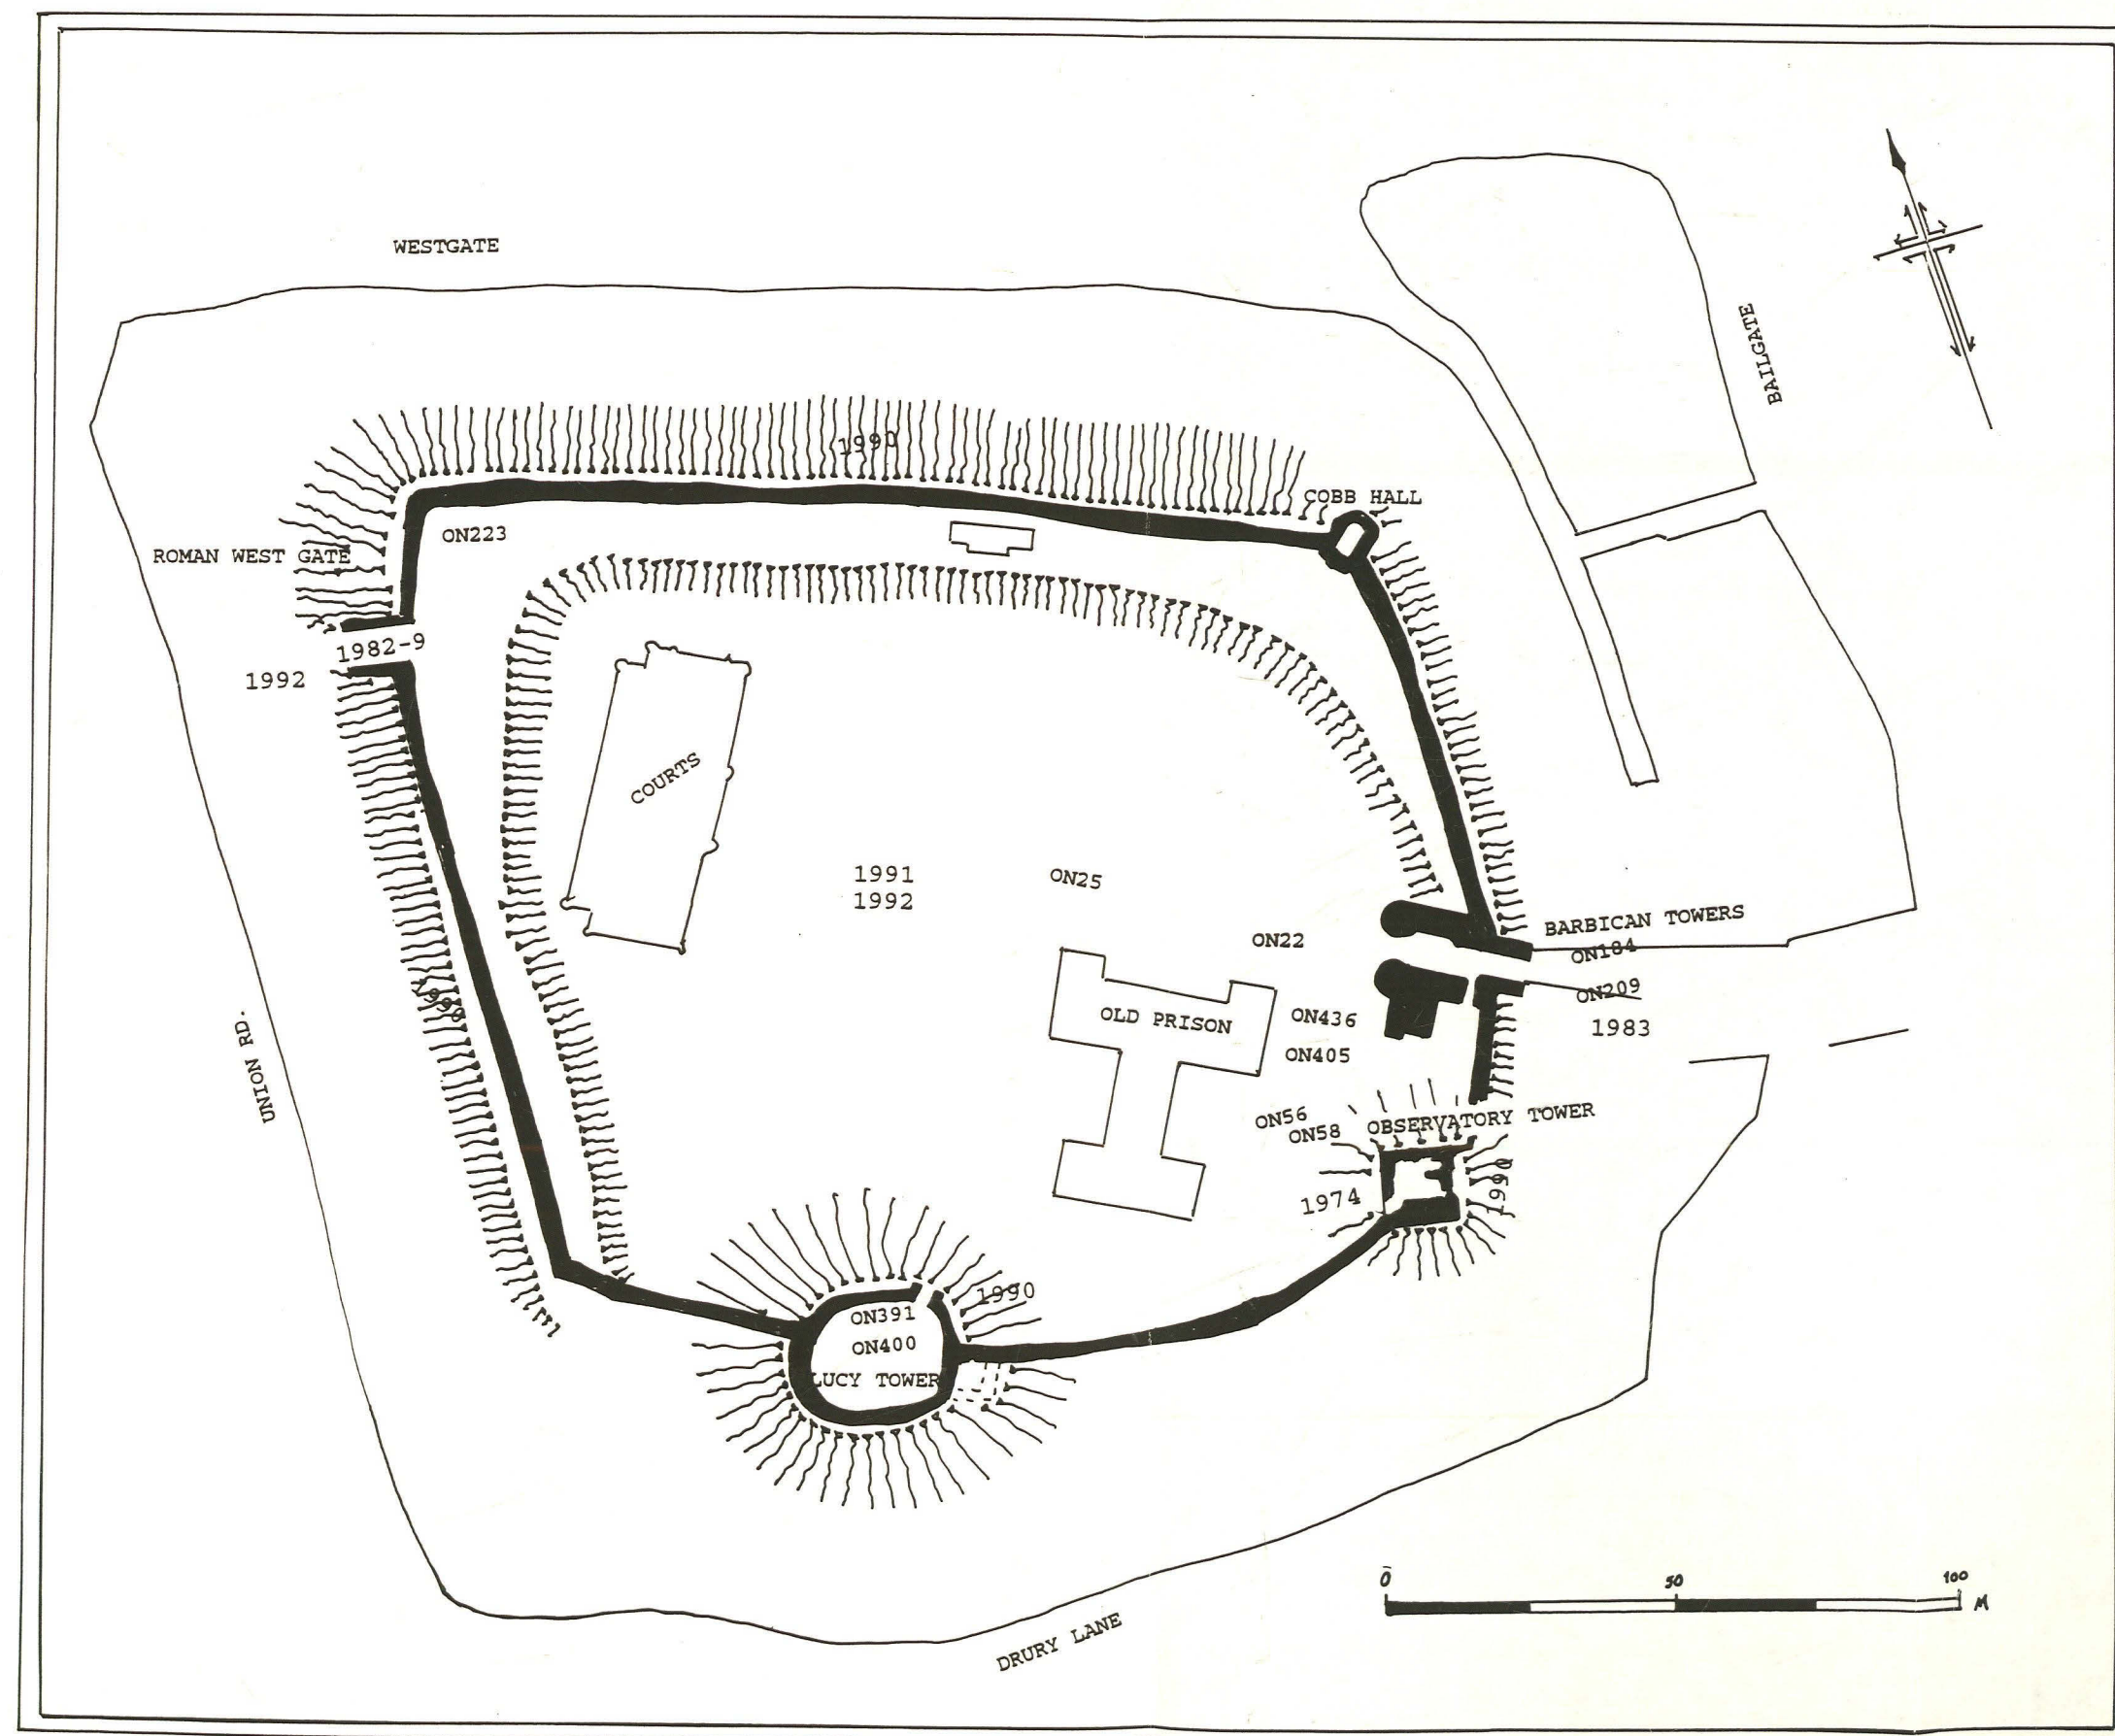 WESTGATE
BAILGATE
1990
COBB HALL
ON223
ROMAN WEST GATE
1982-9
1992
COURTS
1991
1992
ON25
ON22
BARBICAN TOWERS
ON184
ON209
1983
OLD PRISON
ON436
ON405
UNION RD.
ON56
ON58
OBSERVATORY TOWER
1974
1990
1990
ON391
ON400
LUCY TOWER
0 50 100 M
DRURY LANE